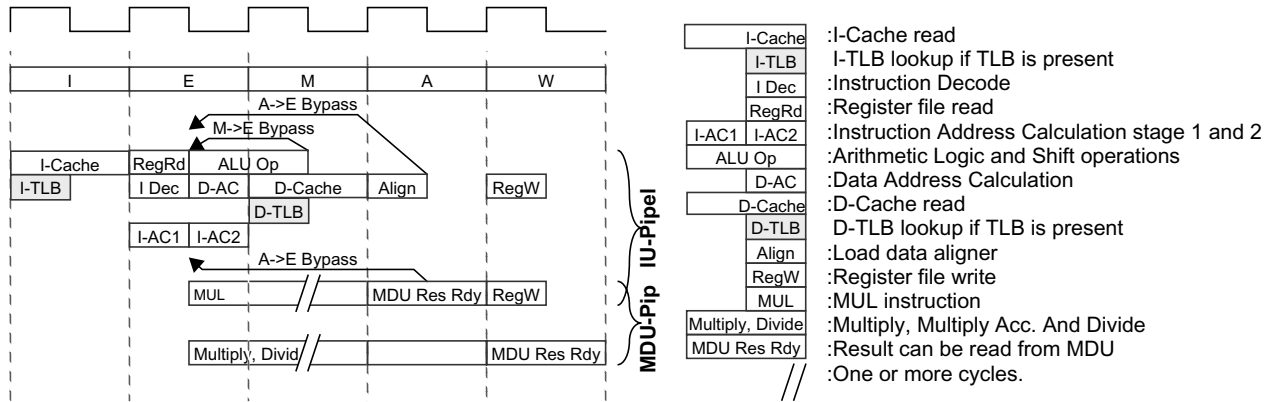 I E M A W
A->E Bypass
M->E Bypass
I-Cache RegRd ALU Op
I-TLB I Dec D-AC D-Cache Align RegW
D-TLB
I-AC1 I-AC2
A->E Bypass
MUL MDU Res Rdy RegW
Multiply, Divid MDU Res Rdy
IU-Pipel
MDU-Pip
I-Cache :I-Cache read
I-TLB I-TLB lookup if TLB is present
I Dec :Instruction Decode
RegRd :Register file read
I-AC1 I-AC2 :Instruction Address Calculation stage 1 and 2
ALU Op :Arithmetic Logic and Shift operations
D-AC :Data Address Calculation
D-Cache :D-Cache read
D-TLB D-TLB lookup if TLB is present
Align :Load data aligner
RegW :Register file write
MUL :MUL instruction
Multiply, Divide :Multiply, Multiply Acc. And Divide
MDU Res Rdy :Result can be read from MDU
:One or more cycles.